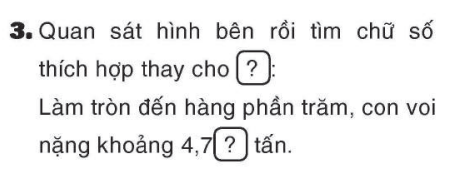 3. Quan sát hình bên rồi tìm chữ số
thích hợp thay cho ?:
Làm tròn đến hàng phần trăm, con voi
nặng khoảng 4,7? tấn.